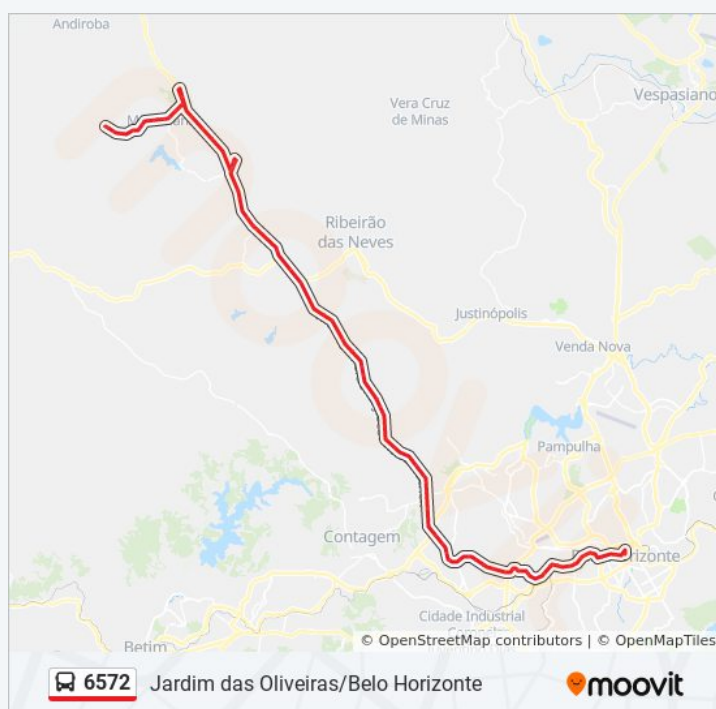 Andiroba
Vespasiano
Vera Cruz
de Minas
Ribeirão
das Neves
Justinópolis
Venda Nova
Pampulha
Contagem
Cidade Industrial
Betim
© OpenStreetMap contributors | © OpenMapTiles
6572 Jardim das Oliveiras/Belo Horizonte
moovit